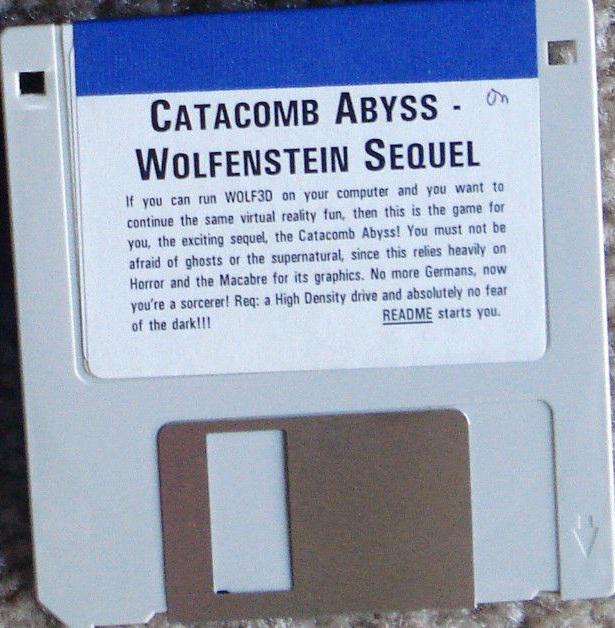 CATACOMB ABYSS - on
WOLFENSTEIN SEQUEL
If you can run WOLF3D on your computer and you want to
continue the same virtual reality fun, then this is the game for
you, the exciting sequel, the Catacomb Abyss! You must not be
afraid of ghosts or the supernatural, since this relies heavily on
Horror and the Macabre for its graphics. No more Germans, now
you're a sorcerer! Req: a High Density drive and absolutely no fear
of the dark!!! README starts you.